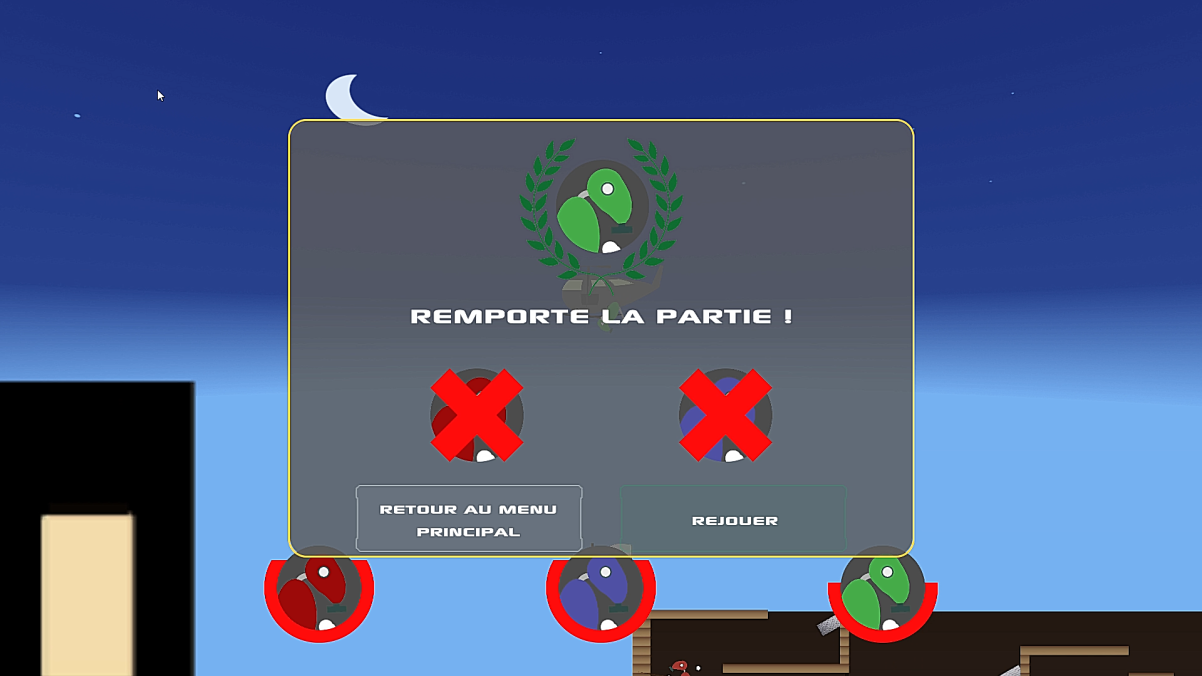 REMPORTE LA PARTIE !
RETOUR AU MENU
PRINCIPAL
REJOUER